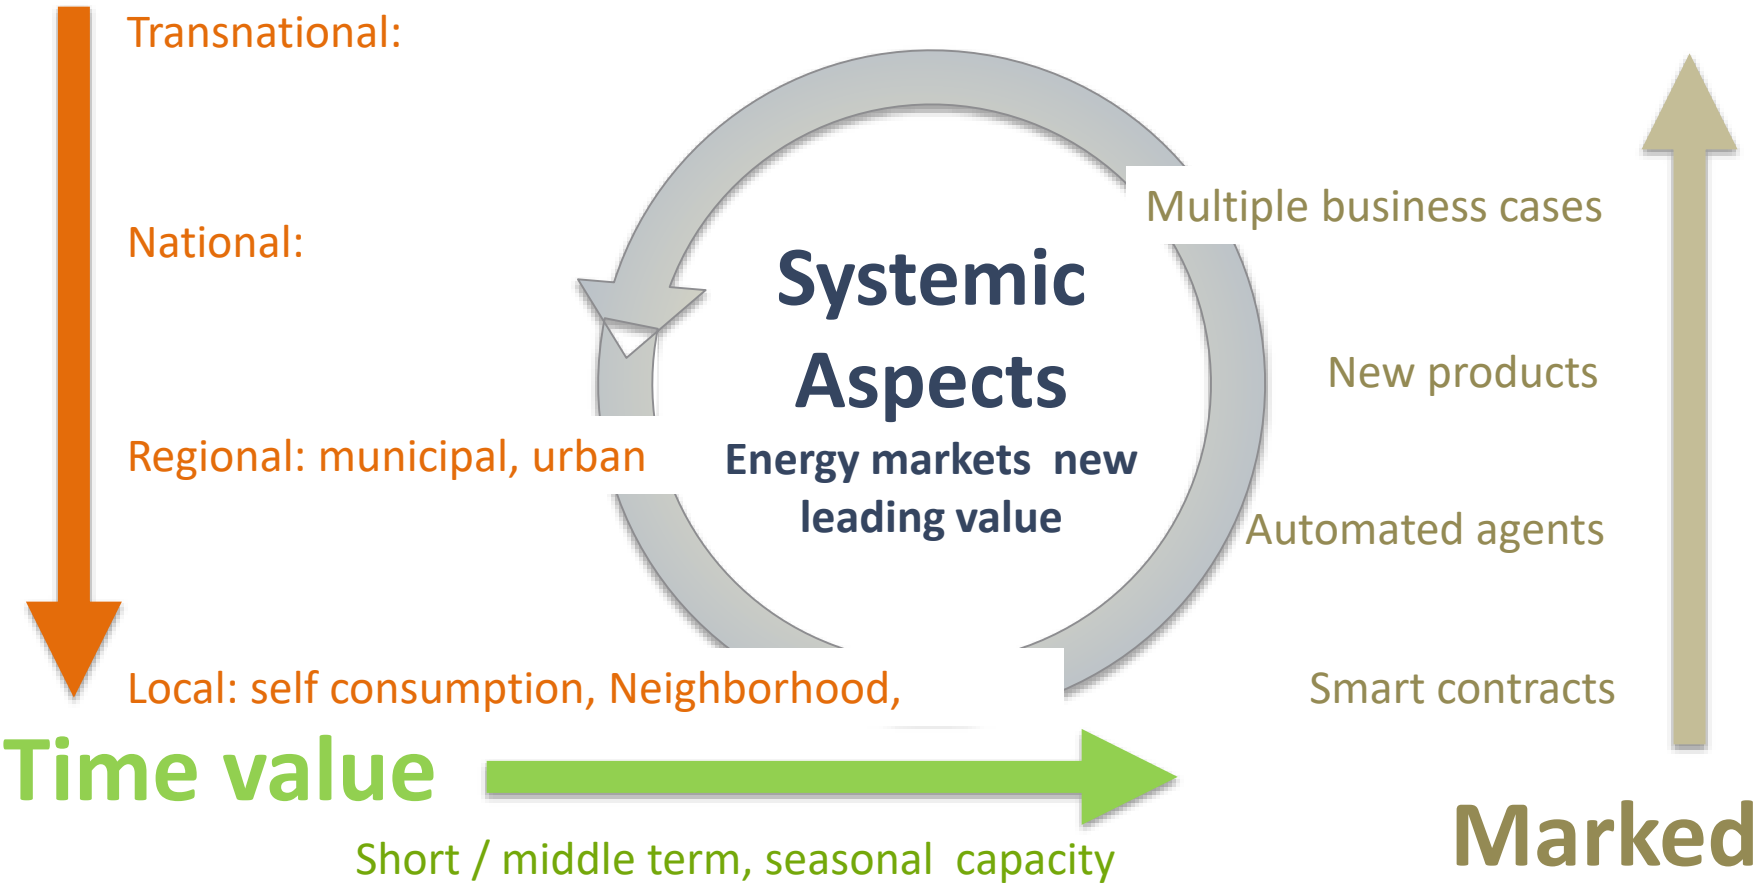 Transnational:
National:
Regional: municipal, urban
Local: self consumption, Neighborhood,
Systemic
Aspects
Energy markets  new
leading value
Multiple business cases
New products
Automated agents
Smart contracts
Time value
Short / middle term, seasonal  capacity
Marked